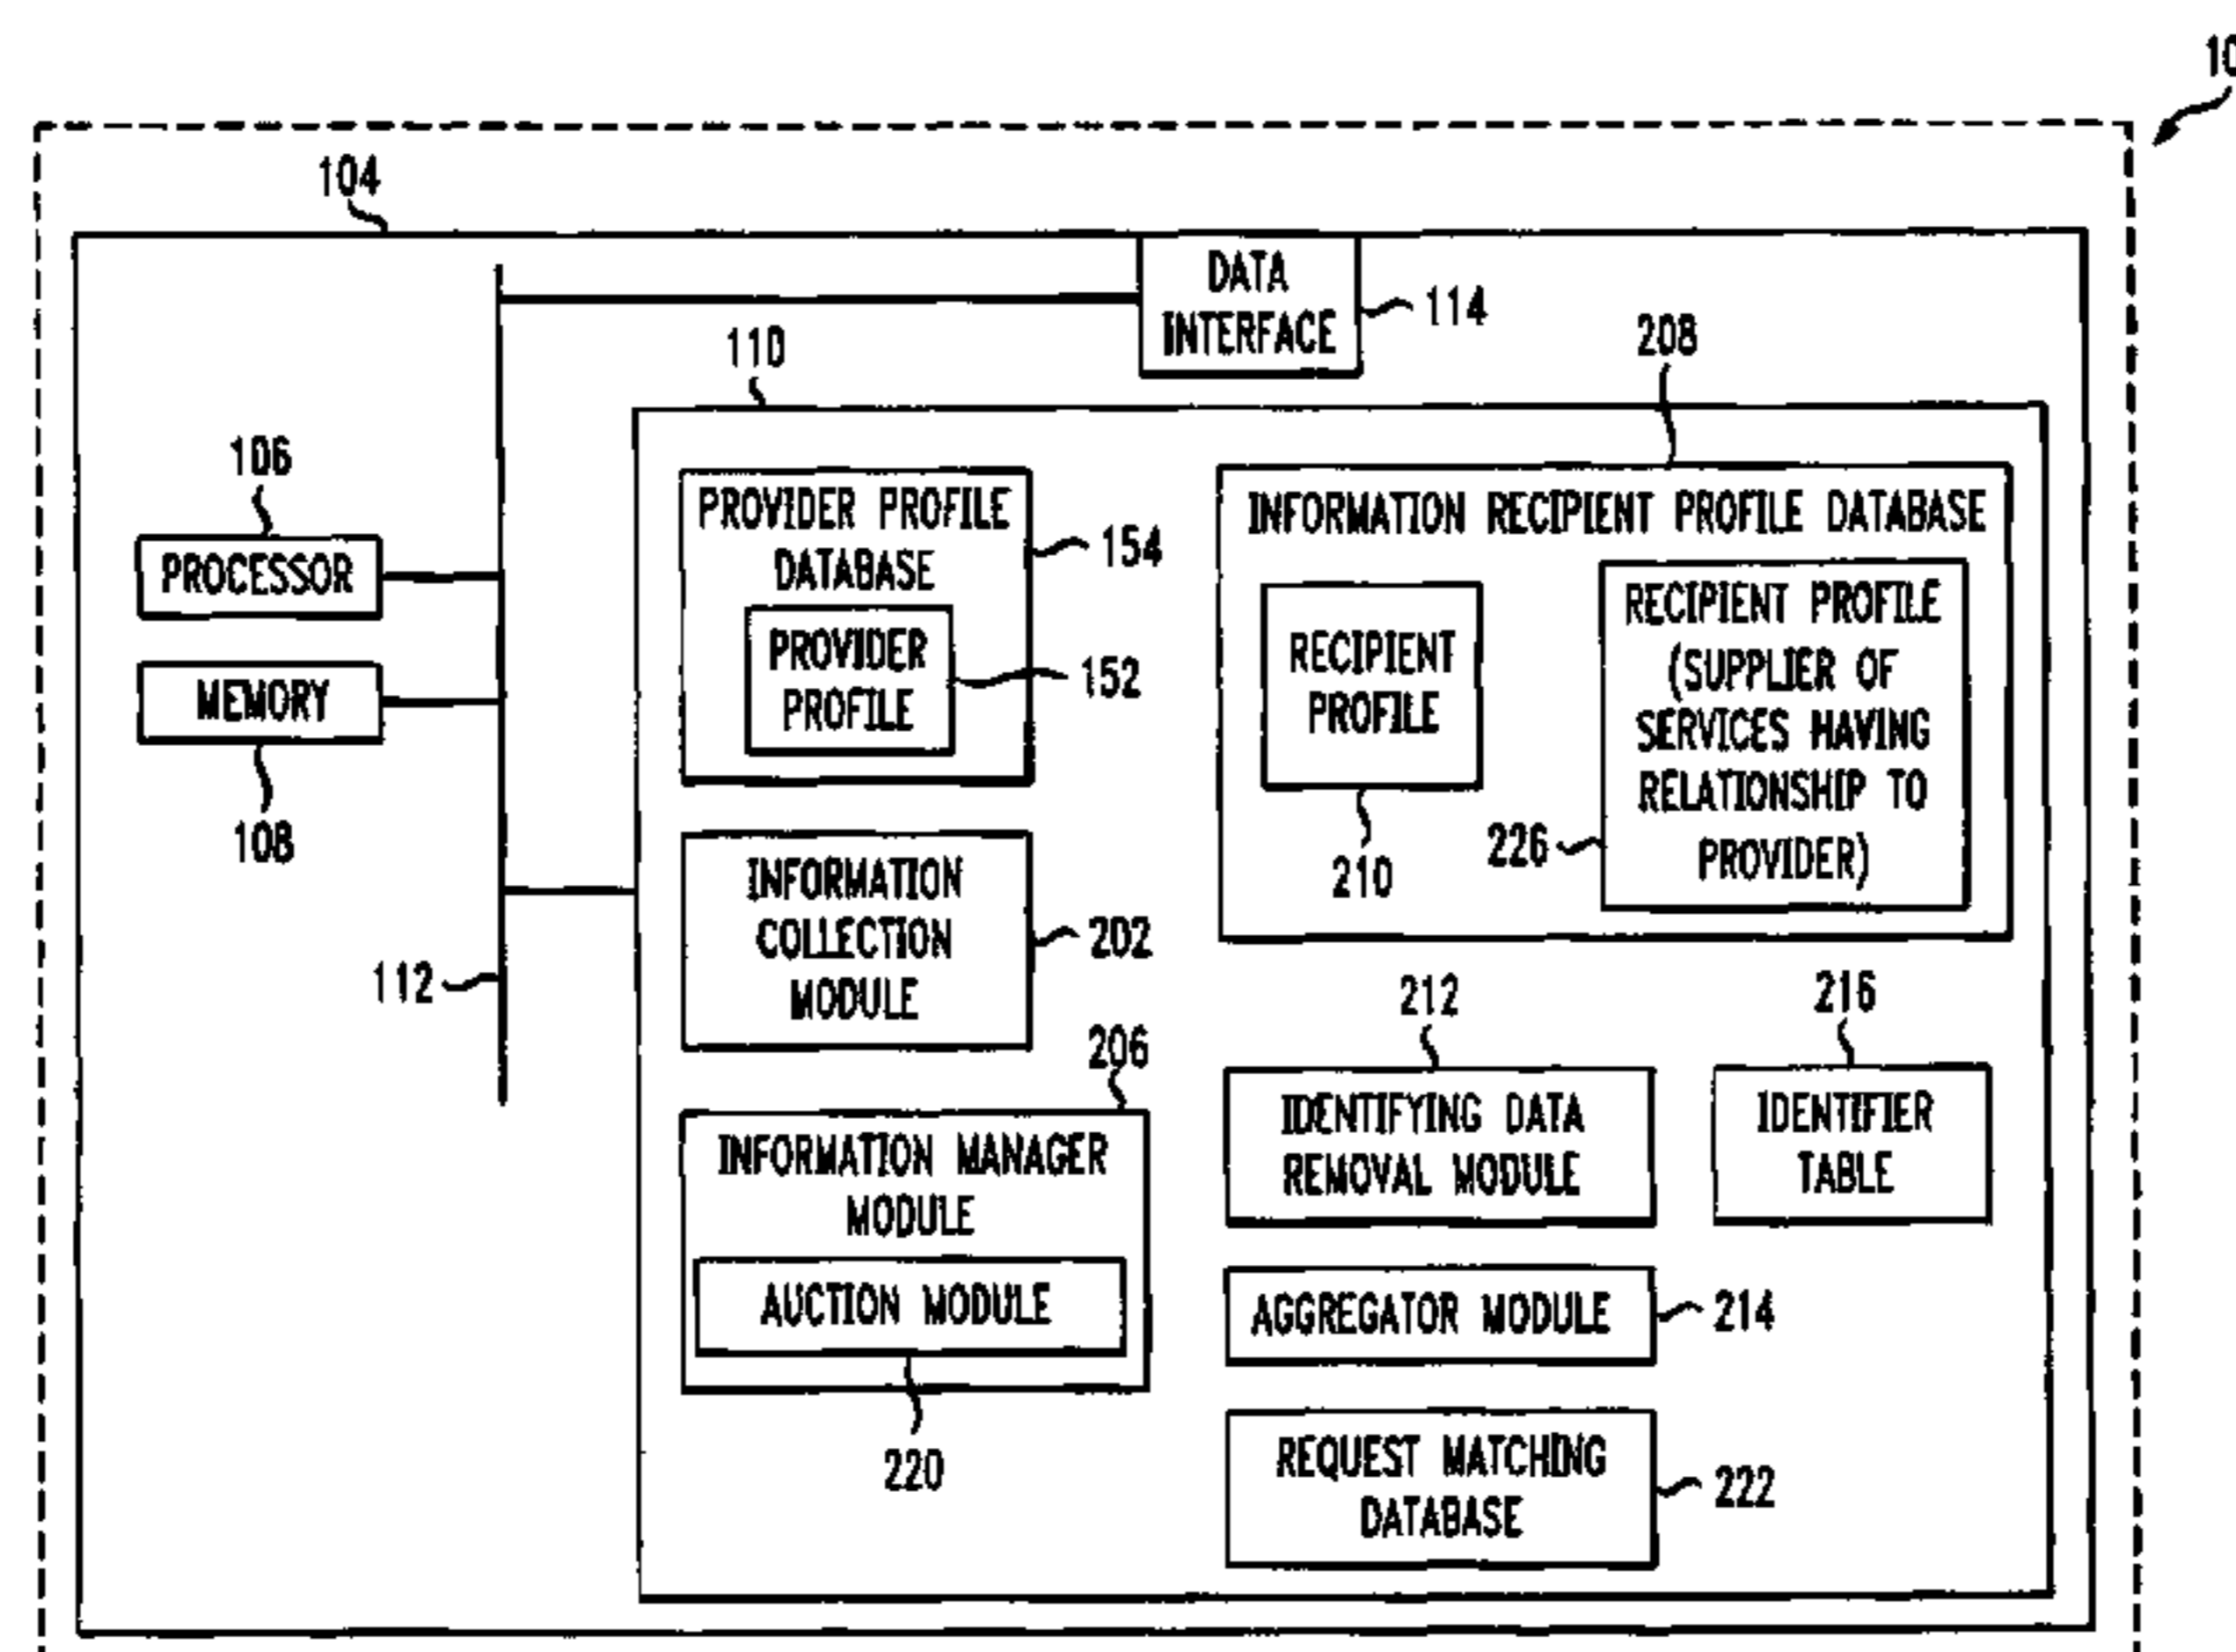 10
104
DATA
INTERFACE
114
110
208
106
PROCESSOR
MEMORY
108
112
PROVIDER PROFILE
DATABASE
154
PROVIDER
PROFILE
152
INFORMATION RECIPIENT PROFILE DATABASE
RECIPIENT
PROFILE
210
RECIPIENT PROFILE
(SUPPLIER OF
SERVICES HAVING
RELATIONSHIP TO
PROVIDER)
226
INFORMATION
COLLECTION
MODULE
202
206
INFORMATION MANAGER
MODULE
AUCTION MODULE
220
212
IDENTIFYING DATA
REMOVAL MODULE
216
IDENTIFIER
TABLE
AGGREGATOR MODULE
214
REQUEST MATCHING
DATABASE
222